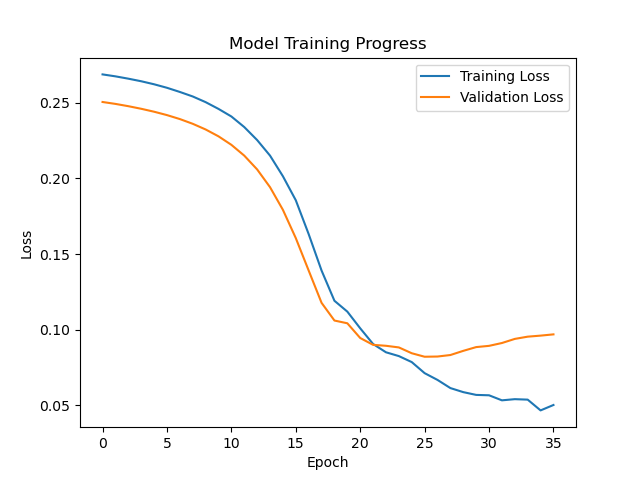 Model Training Progress
Training Loss
Validation Loss
0.25
0.20
0.15
0.10
0.05
Loss
0 5 10 15 20 25 30 35
Epoch